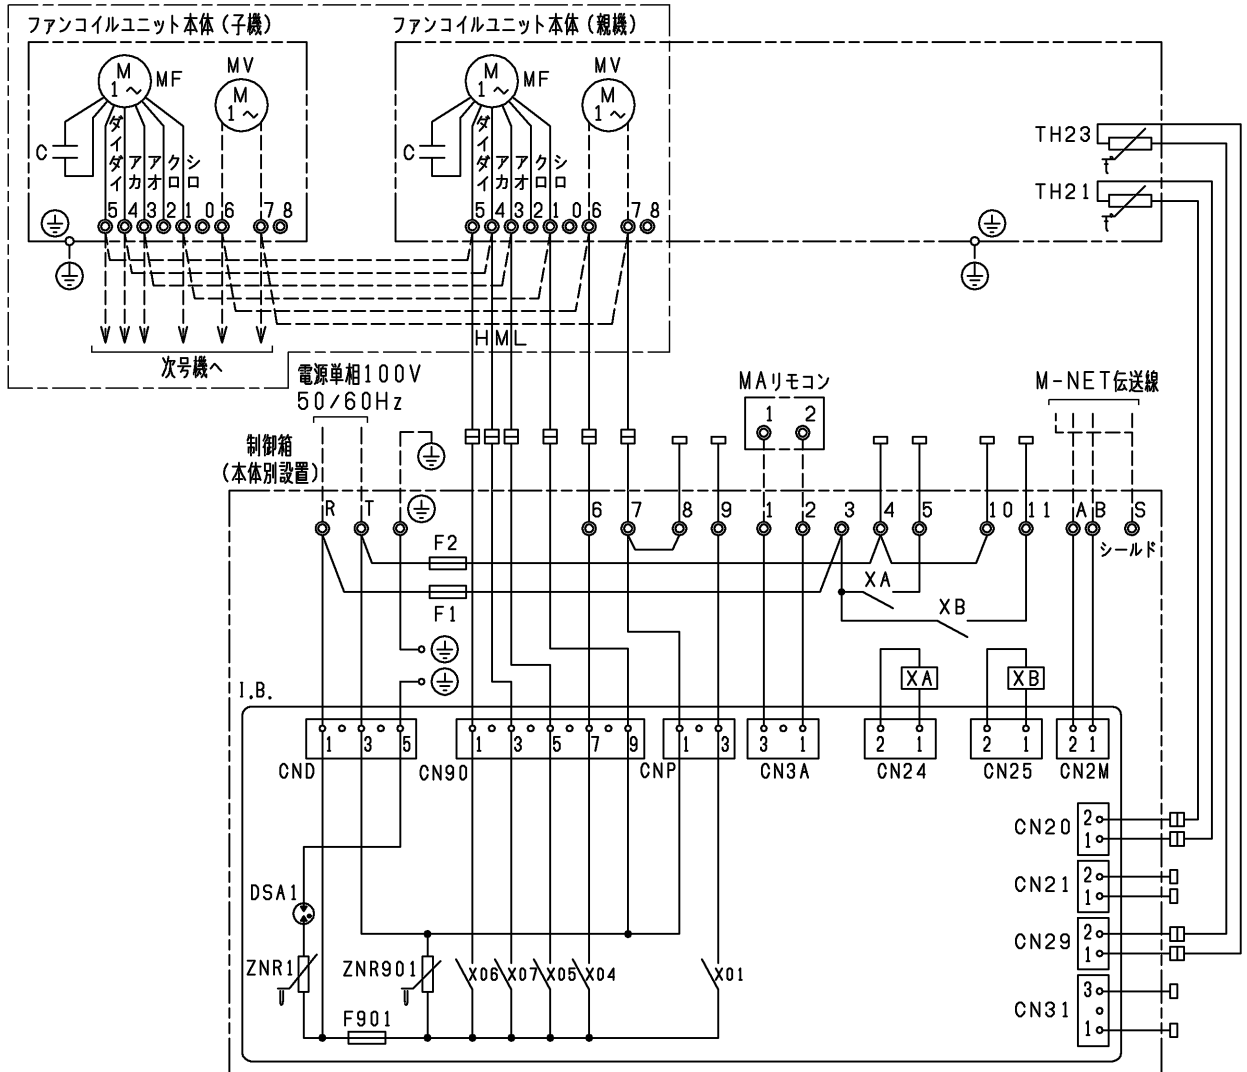 ファンコイルユニット本体（子機）
ファンコイルユニット本体（親機）
M
1～
MF
MV
M
1～
M
1～
MF
MV
M
1～
C
ダイダイ
アカ
アオ
クロ
シロ
C
ダイダイ
アカ
アオ
クロ
シロ
TH23
t
TH21
t
5 4 3 2 1 0 6 7 8
5 4 3 2 1 0 6 7 8
H M L
次号機へ
電源単相100V
50/60Hz
MAリモコン
1 2
M-NET伝送線
制御箱
（本体別設置）
R T
6 7 8 9 1 2 3 4 5 10 11 A B S
シールド
F2
F1
XA
XB
XA
XB
I.B.
1 3 5
1 3 5 7 9
1 3
3 1
2 1
2 1
2 1
CND
CN90
CNP
CN3A
CN24
CN25
CN2M
CN20
2
1
CN21
2
1
CN29
2
1
CN31
3
1
DSA1
ZNR1
U
ZNR901
U
X06
X07
X05
X04
X01
F901